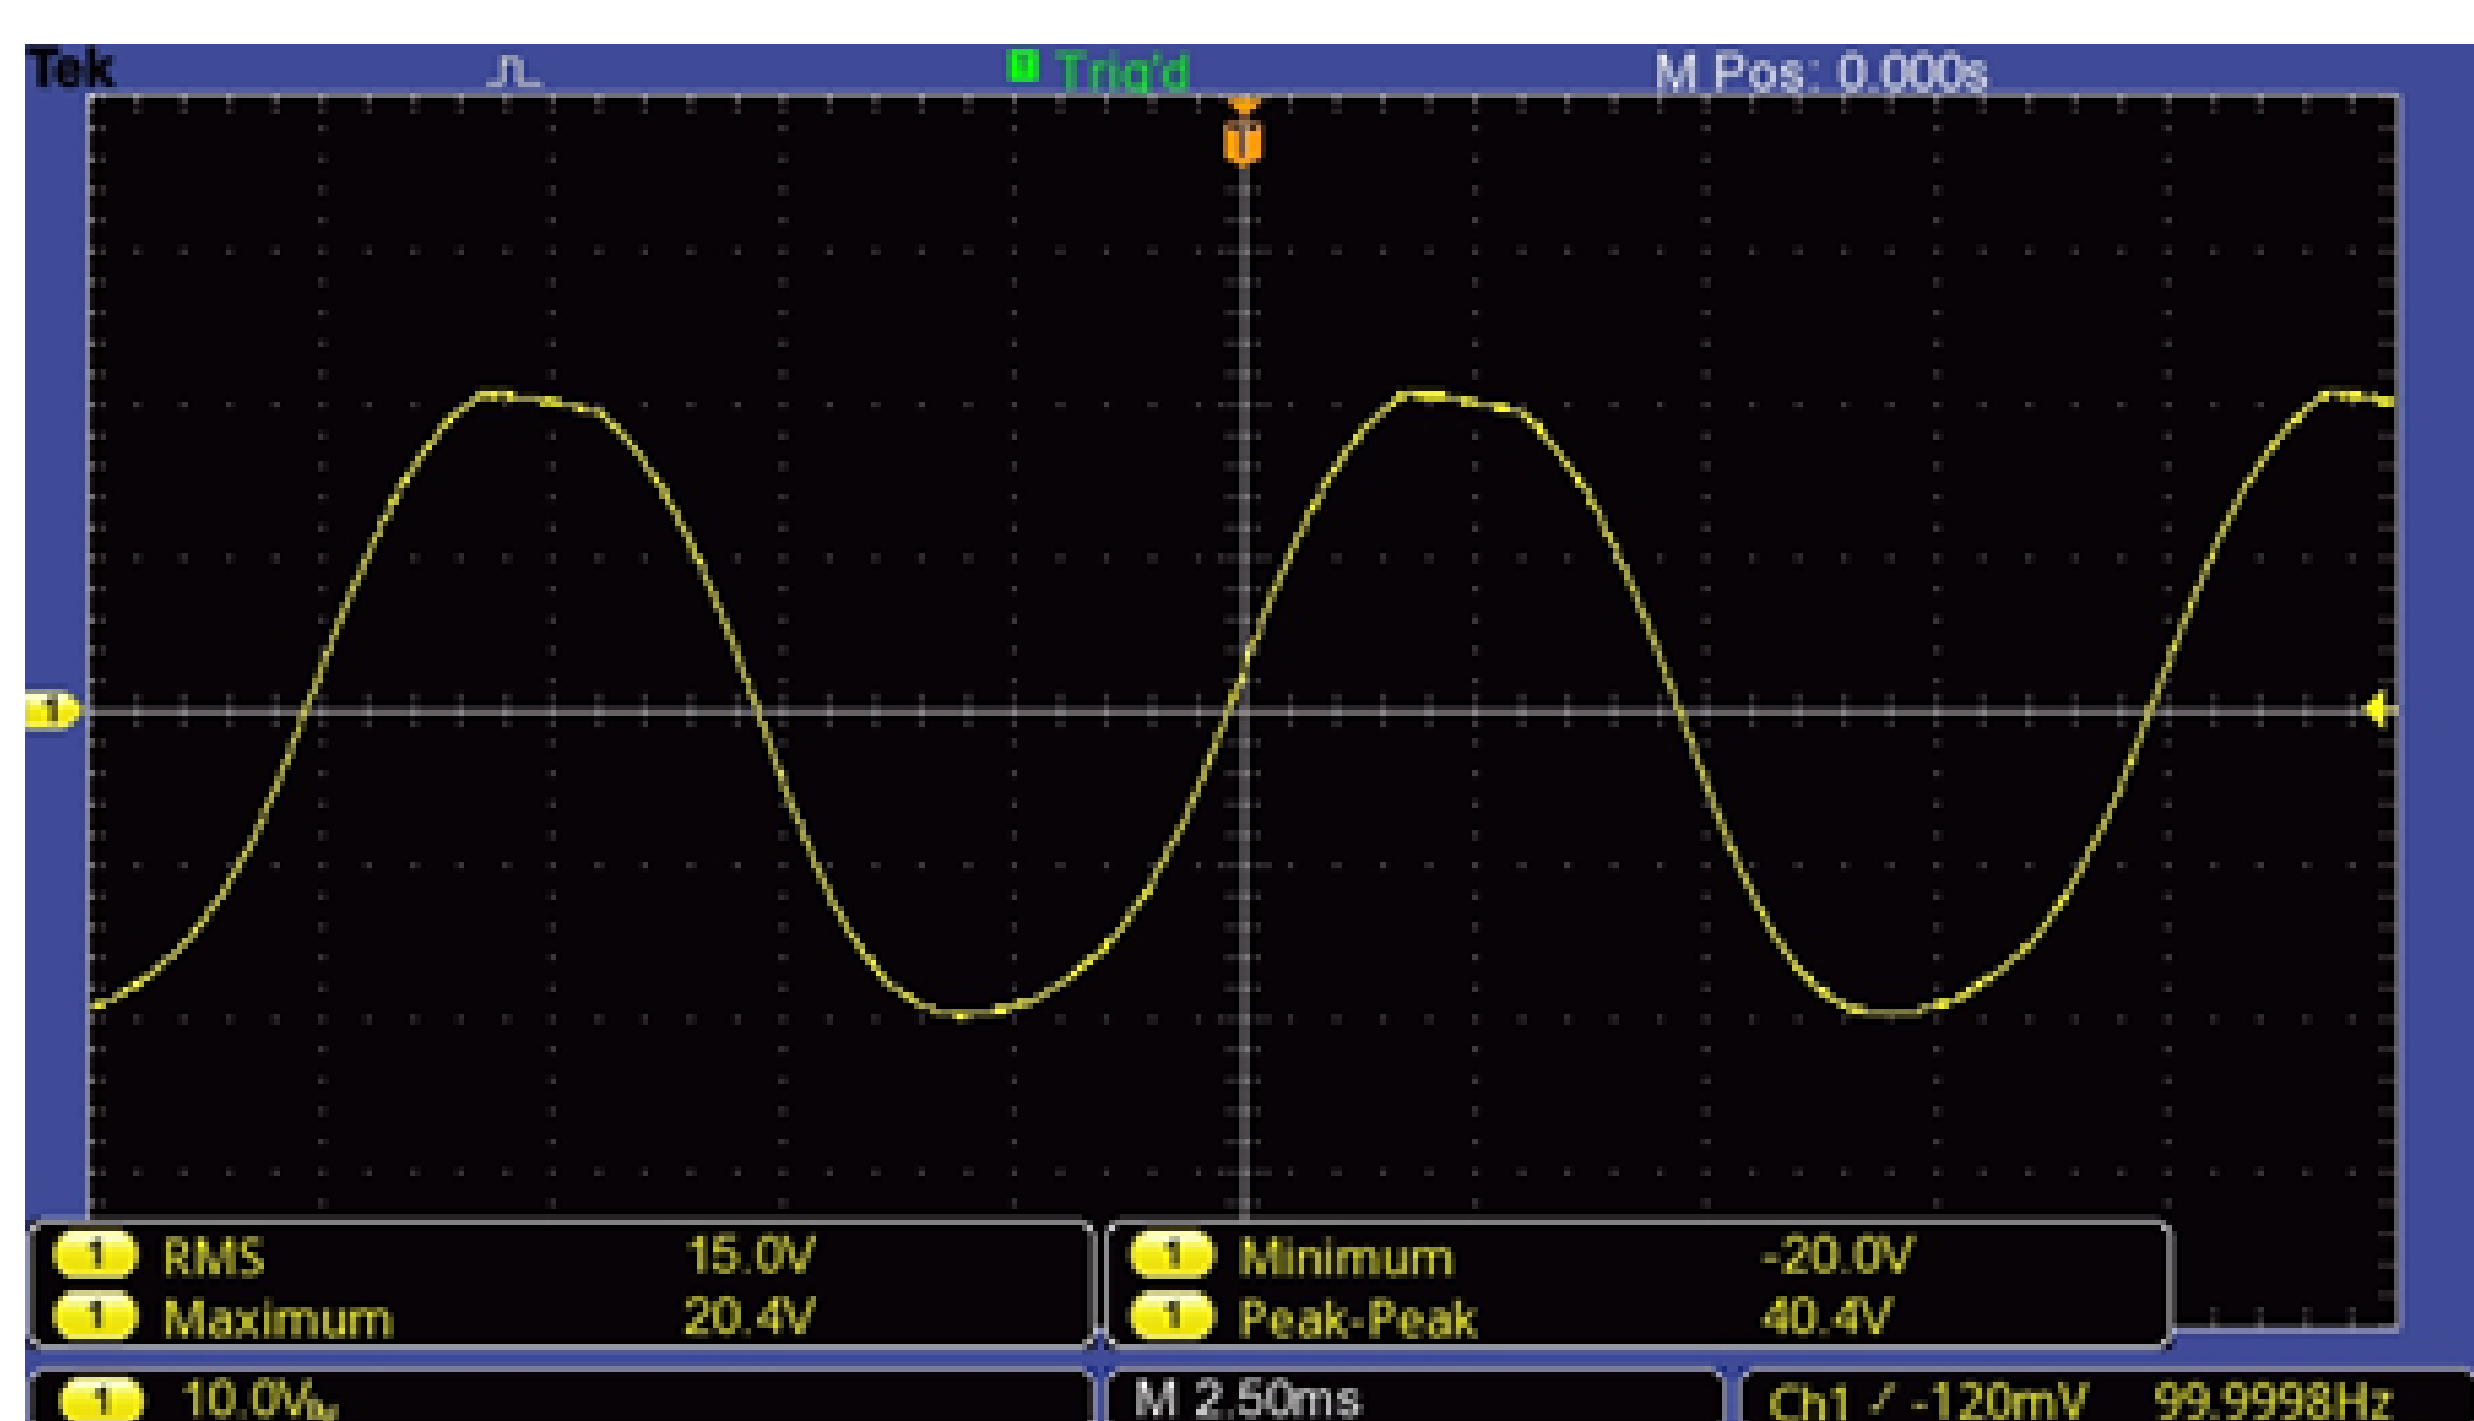 Tek Trig'd M Pos: 0.000s
T
1
1 RMS 15.0V 1 Minimum -20.0V
1 Maximum 20.4V 1 Peak-Peak 40.4V
1 10.0V M 2.50ms Ch1 / -120mV 99.9998Hz